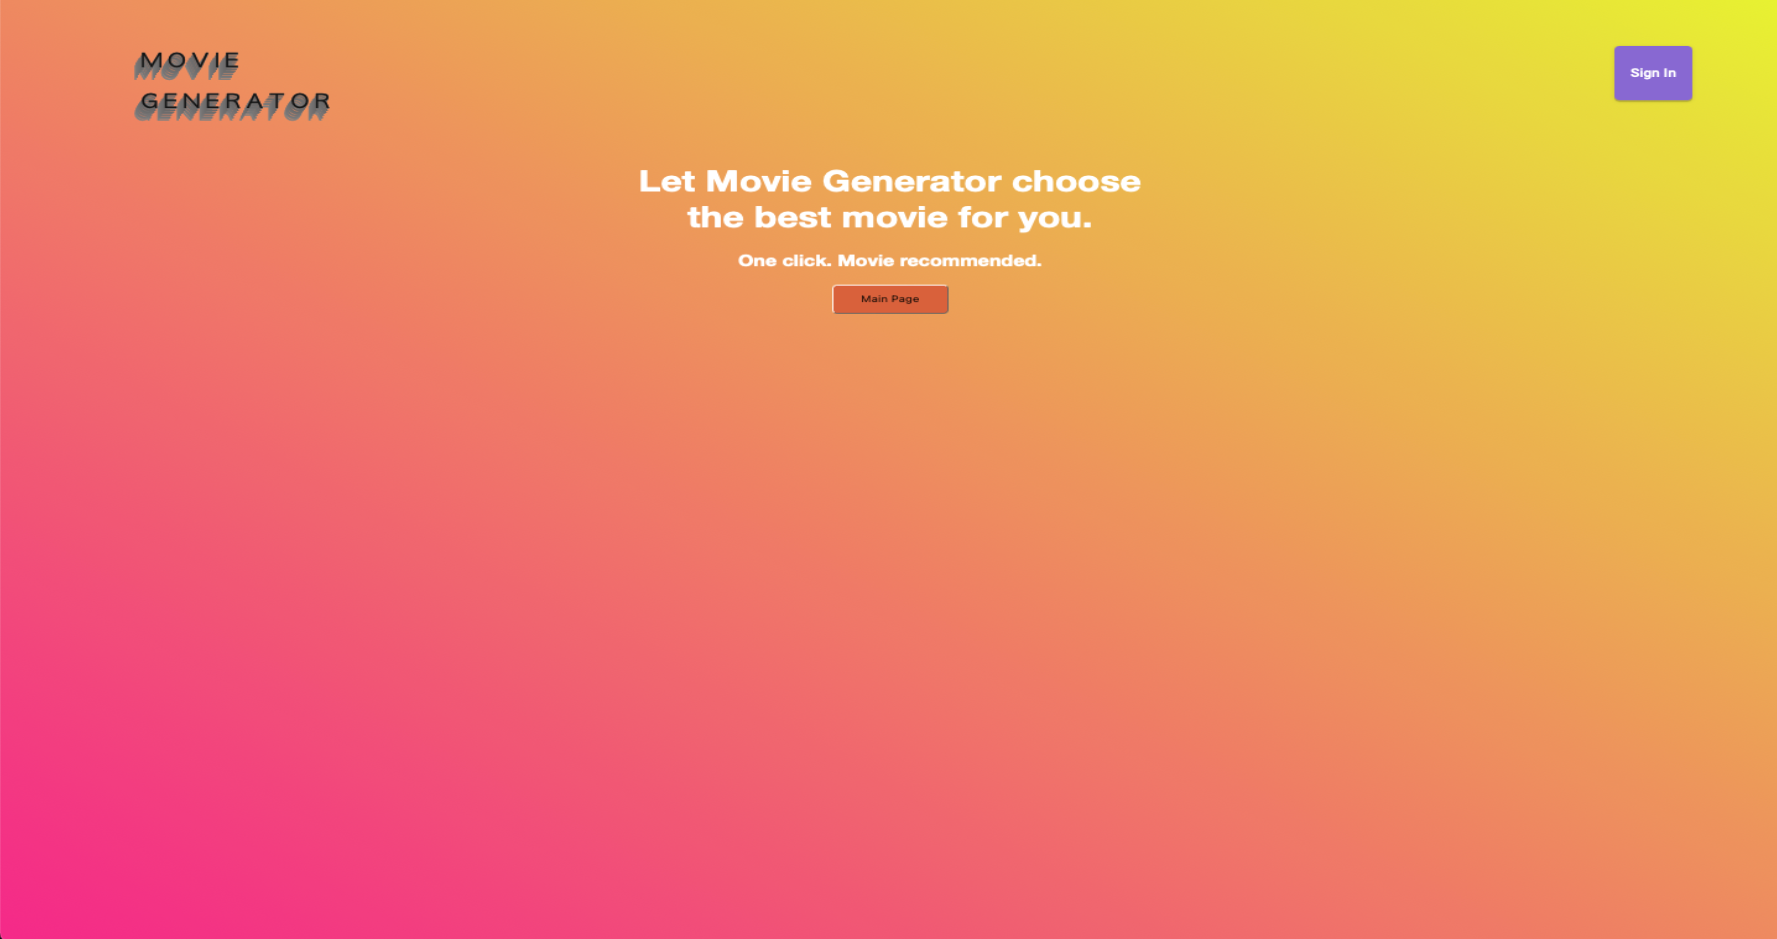 MOVIE
GENERATOR
Sign In
Let Movie Generator choose
the best movie for you.
One click. Movie recommended.
Main Page